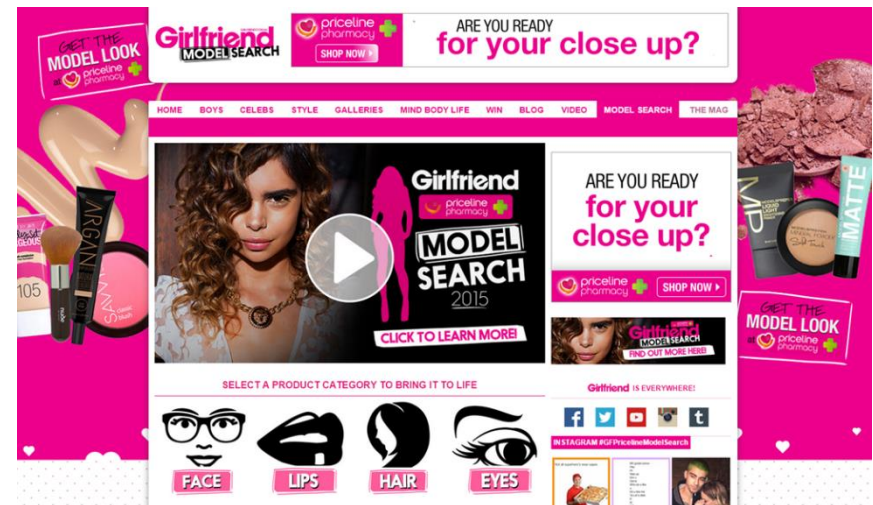 GET THE
MODEL LOOK
at priceline
pharmacy
Girlfriend
MODEL SEARCH
priceline
pharmacy
SHOP NOW
ARE YOU READY
for your close up?
HOME BOYS CELEBS STYLE GALLERIES MIND BODY LIFE WIN BLOG VIDEO MODEL SEARCH THE MAG
Girlfriend
priceline
pharmacy
MODEL
SEARCH
2015
CLICK TO LEARN MORE!
ARE YOU READY
for your
close up?
priceline
pharmacy
SHOP NOW
Girlfriend
MODEL SEARCH
FIND OUT MORE HERE!
SELECT A PRODUCT CATEGORY TO BRING IT TO LIFE
FACE
LIPS
HAIR
EYES
Girlfriend IS EVERYWHERE!
INSTAGRAM #GFPricelineModelSearch
105
ARGAN
nude
classic
blush
MATTE
GET THE
MODEL LOOK
at priceline
pharmacy